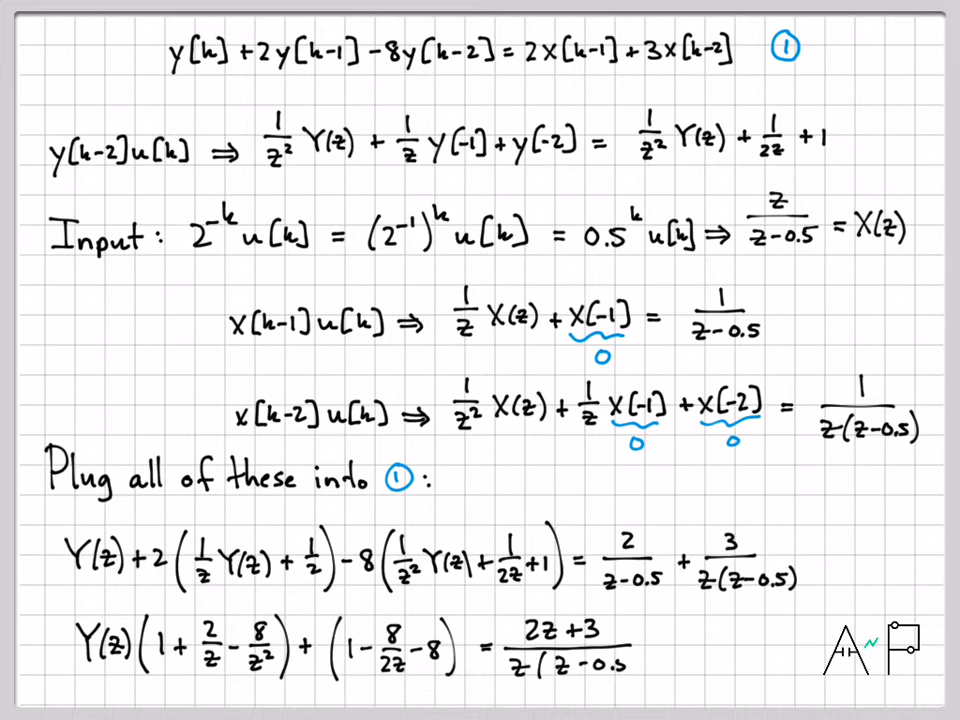 y[k] + 2y[k-1] - 8y[k-2] = 2x[k-1] + 3x[k-2] ①
y[k-2]u[k] ⇒ 1/z² Y(z) + 1/z y[-1] + y[-2] = 1/z² Y(z) + 1/2z + 1
Input: 2^-k u[k] = (2^-1)^k u[k] = 0.5^k u[k] ⇒ z/(z-0.5) = X(z)
x[k-1]u[k] ⇒ 1/z X(z) + x[-1] = 1/(z-0.5)
0
x[k-2]u[k] ⇒ 1/z² X(z) + 1/z x[-1] + x[-2] = 1/(z(z-0.5))
0 0
Plug all of these into ①:
Y(z) + 2(1/z Y(z) + 1/2) - 8(1/z² Y(z) + 1/2z + 1) = 2/(z-0.5) + 3/(z(z-0.5))
Y(z)(1 + 2/z - 8/z²) + (1 - 8/2z - 8) = (2z+3)/(z(z-0.5
AP